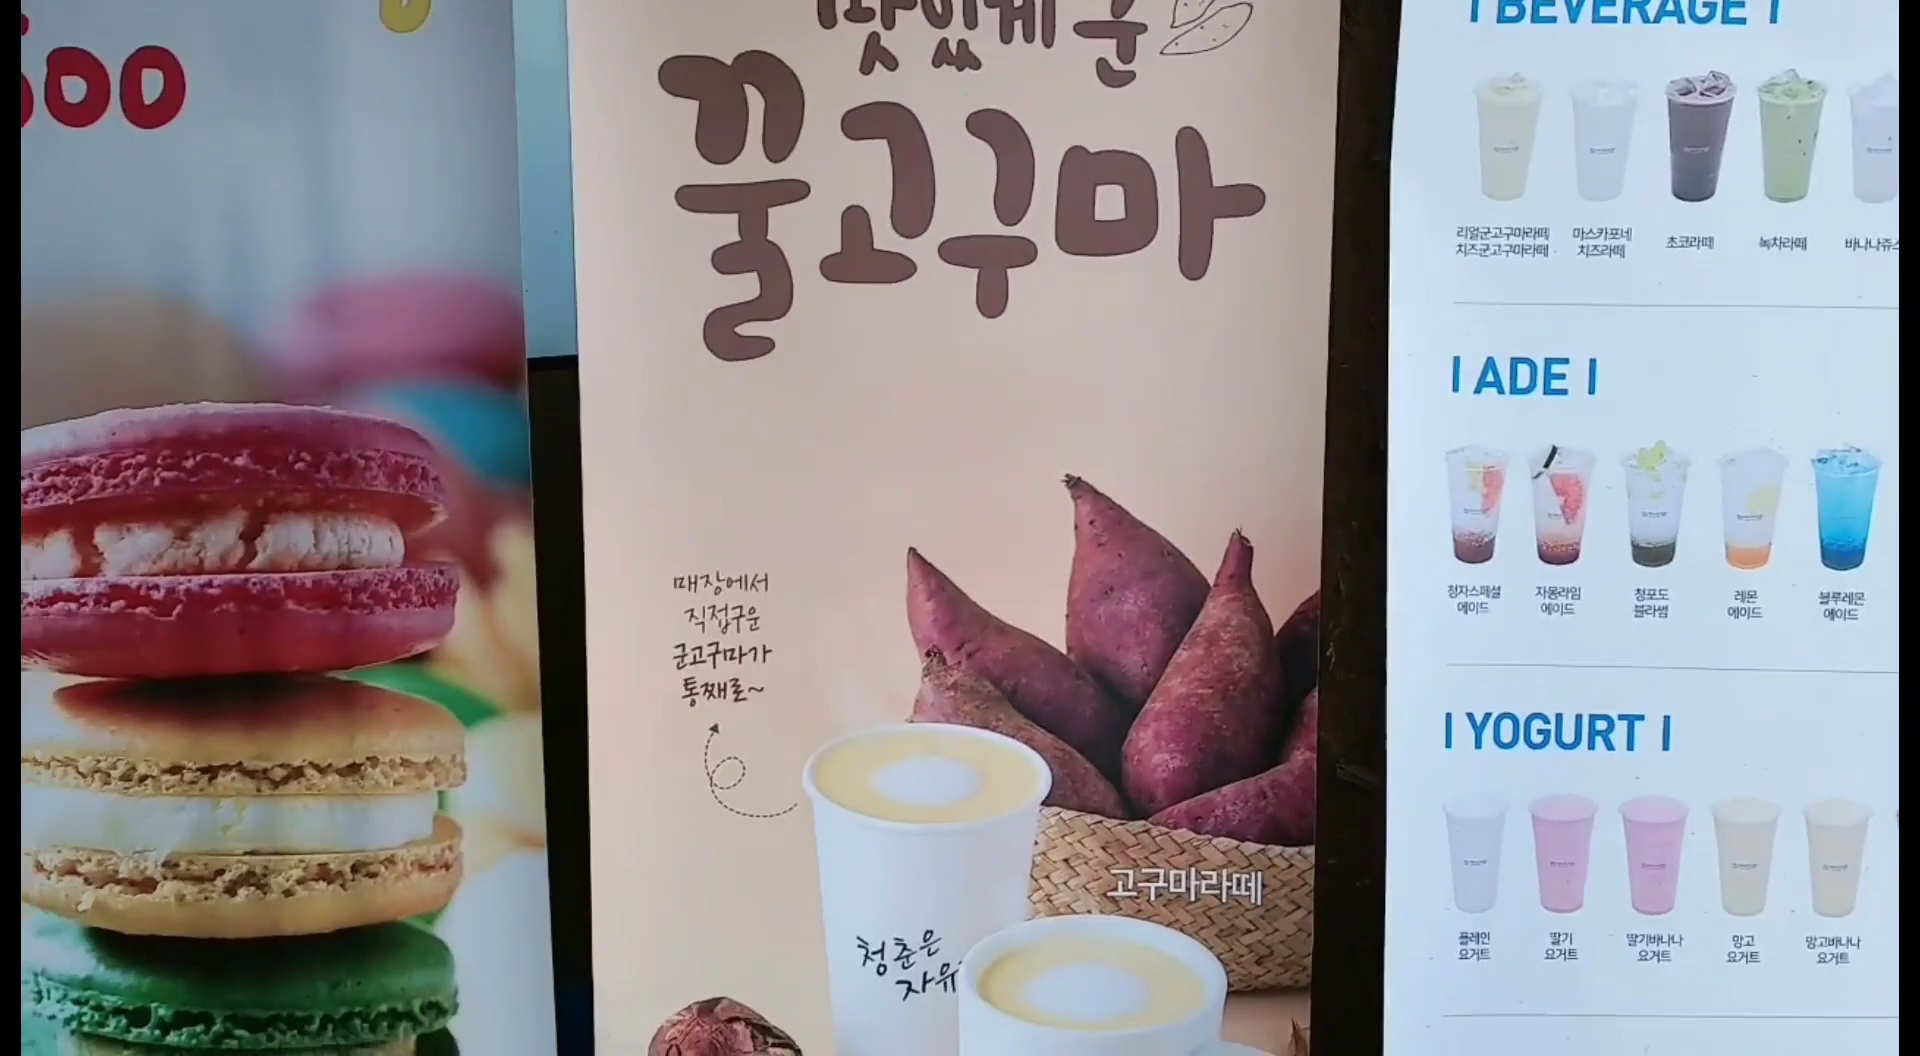 맛있게 군
꿀고구마
매장에서
직접구운
군고구마가
통째로~
고구마라떼
청춘은
자유
| BEVERAGE |
리얼군고구마라떼
치즈군고구마라떼
마스카포네
치즈라떼
초코라떼
녹차라떼
바나나쥬스
| ADE |
청자스페셜
에이드
자몽라임
에이드
청포도
블라썸
레몬
에이드
블루레몬
에이드
| YOGURT |
플레인
요거트
딸기
요거트
딸기바나나
요거트
망고
요거트
망고바나나
요거트